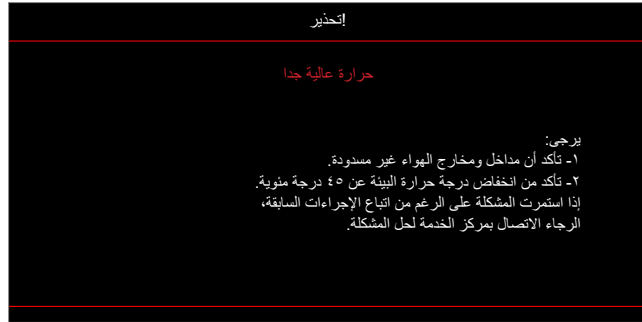 تحذير!
حرارة عالية جدا
يرجى:
١- تأكد أن مداخل ومخارج الهواء غير مسدودة.
٢- تأكد من انخفاض درجة حرارة البيئة عن ٤٥ درجة مئوية.
إذا استمرت المشكلة على الرغم من اتباع الإجراءات السابقة،
الرجاء الاتصال بمركز الخدمة لحل المشكلة.